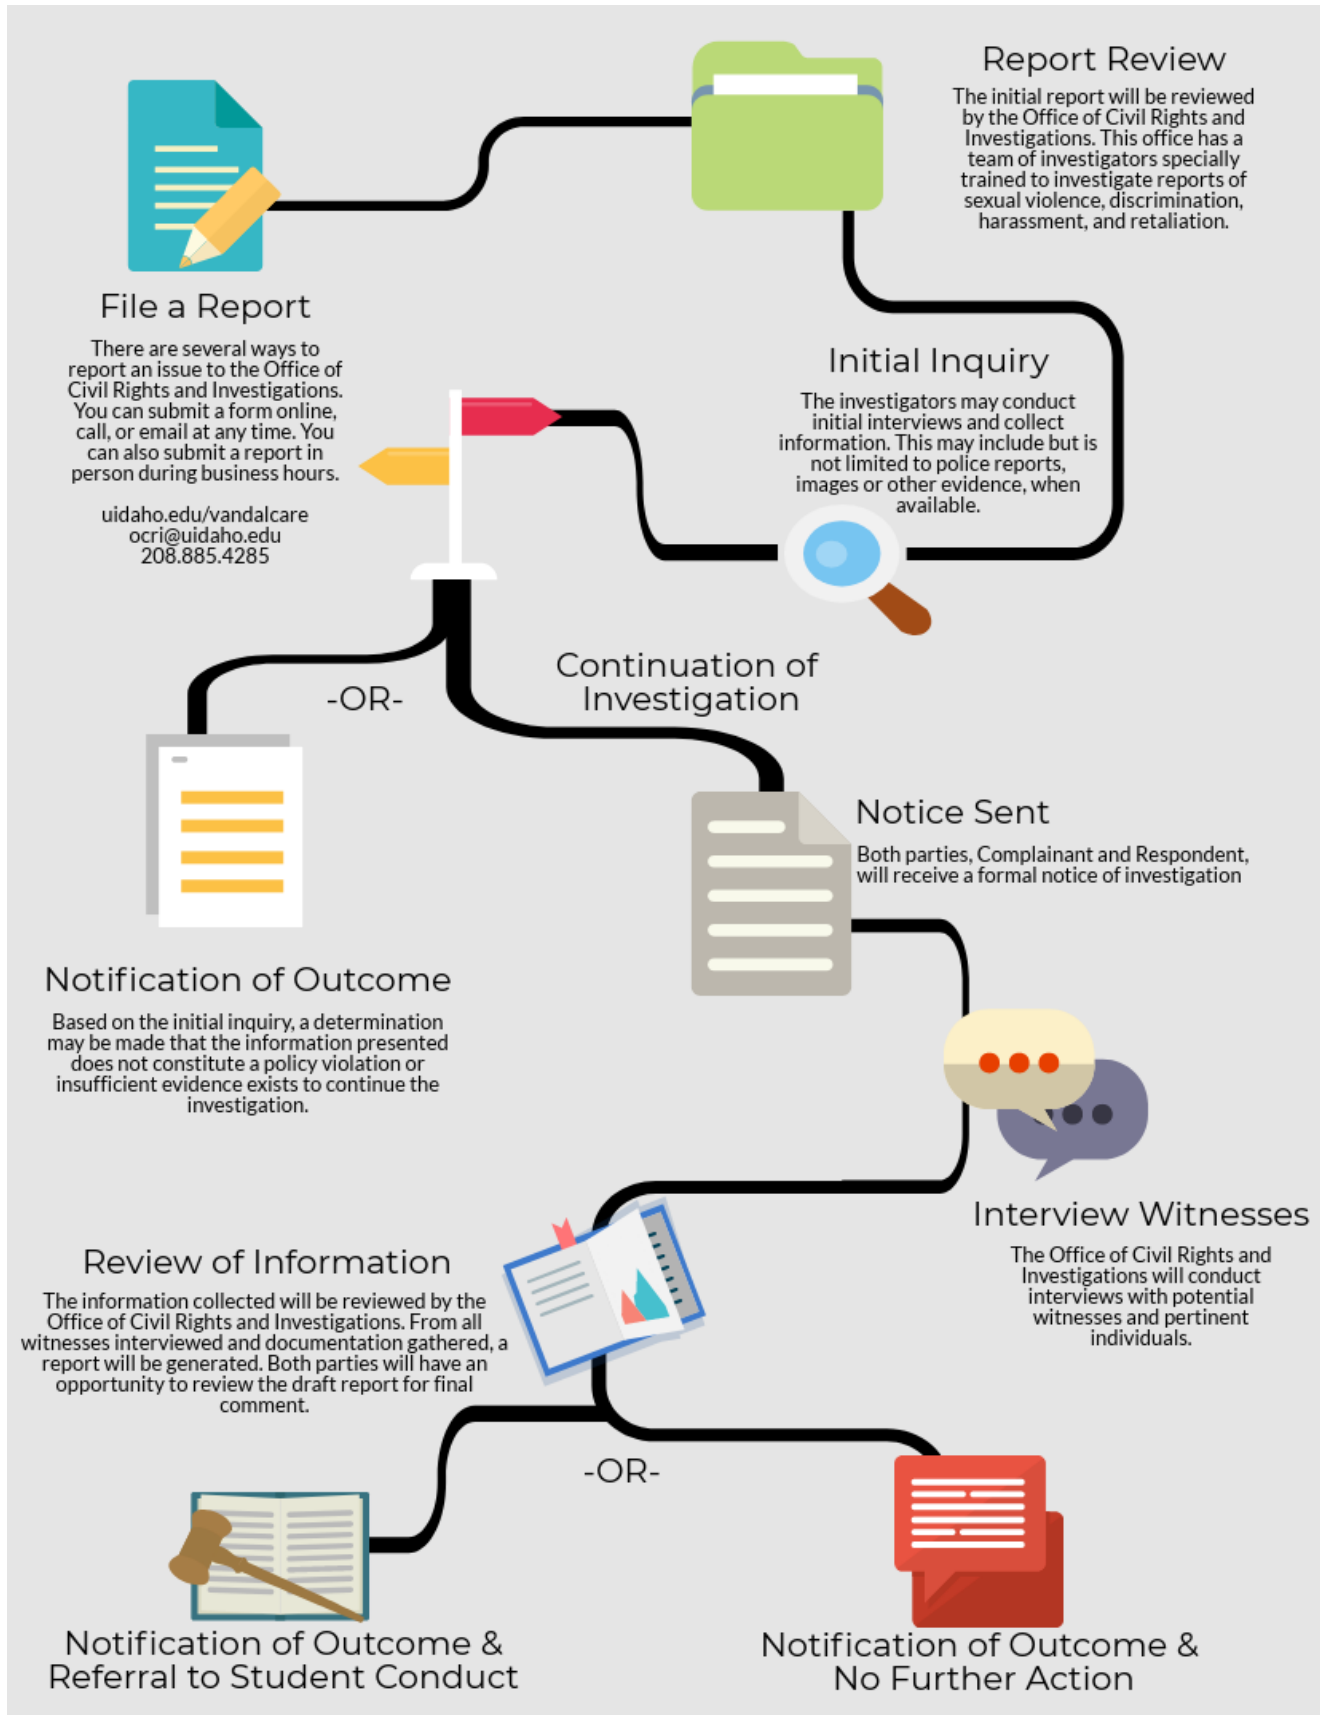 Report Review
The initial report will be reviewed
by the Office of Civil Rights and
Investigations. This office has a
team of investigators specially
trained to investigate reports of
sexual violence, discrimination,
harassment, and retaliation.
File a Report
There are several ways to
report an issue to the Office of
Civil Rights and Investigations.
You can submit a form online,
call, or email at any time. You
can also submit a report in
person during business hours.
uidaho.edu/vandalcare
ocri@uidaho.edu
208.885.4285
Initial Inquiry
The investigators may conduct
initial interviews and collect
information. This may include but is
not limited to police reports,
images or other evidence, when
available.
-OR-
Continuation of
Investigation
Notice Sent
Both parties, Complainant and Respondent,
will receive a formal notice of investigation
Notification of Outcome
Based on the initial inquiry, a determination
may be made that the information presented
does not constitute a policy violation or
insufficient evidence exists to continue the
investigation.
Interview Witnesses
The Office of Civil Rights and
Investigations will conduct
interviews with potential
witnesses and pertinent
individuals.
Review of Information
The information collected will be reviewed by the
Office of Civil Rights and Investigations. From all
witnesses interviewed and documentation gathered, a
report will be generated. Both parties will have an
opportunity to review the draft report for final
comment.
-OR-
Notification of Outcome &
Referral to Student Conduct
Notification of Outcome &
No Further Action